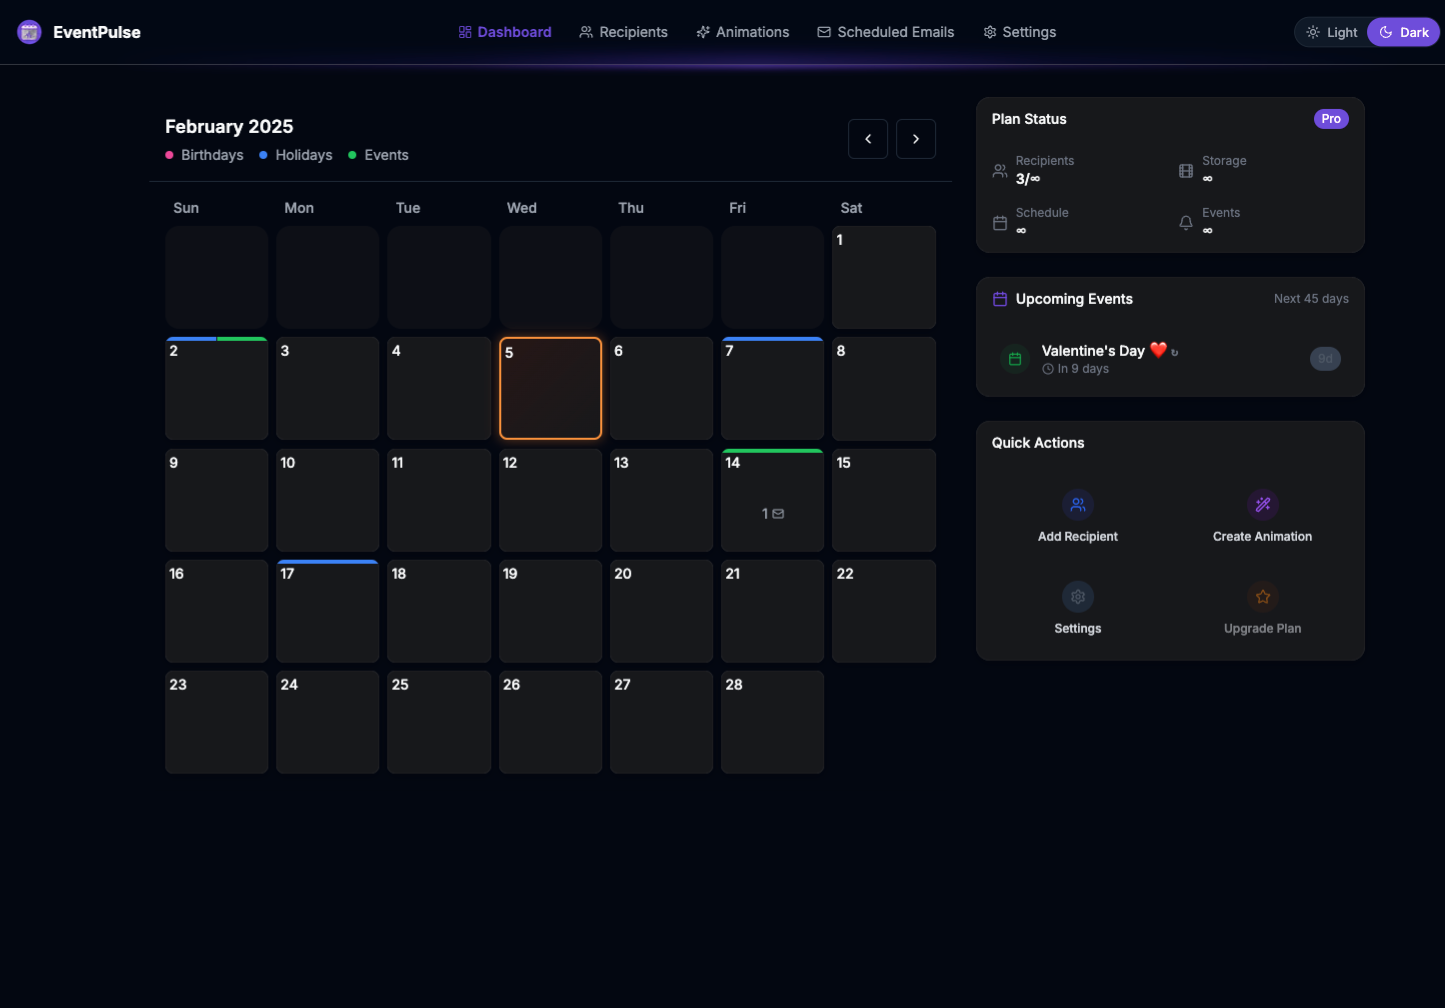 EventPulse
Dashboard Recipients Animations Scheduled Emails Settings
Light Dark
February 2025
Birthdays Holidays Events
Sun Mon Tue Wed Thu Fri Sat
1
2 3 4 5 6 7 8
9 10 11 12 13 14 15
1
16 17 18 19 20 21 22
23 24 25 26 27 28
Plan Status Pro
Recipients
3/∞
Storage
∞
Schedule
∞
Events
∞
Upcoming Events Next 45 days
Valentine's Day ❤️ ↻
In 9 days
9d
Quick Actions
Add Recipient Create Animation
Settings Upgrade Plan